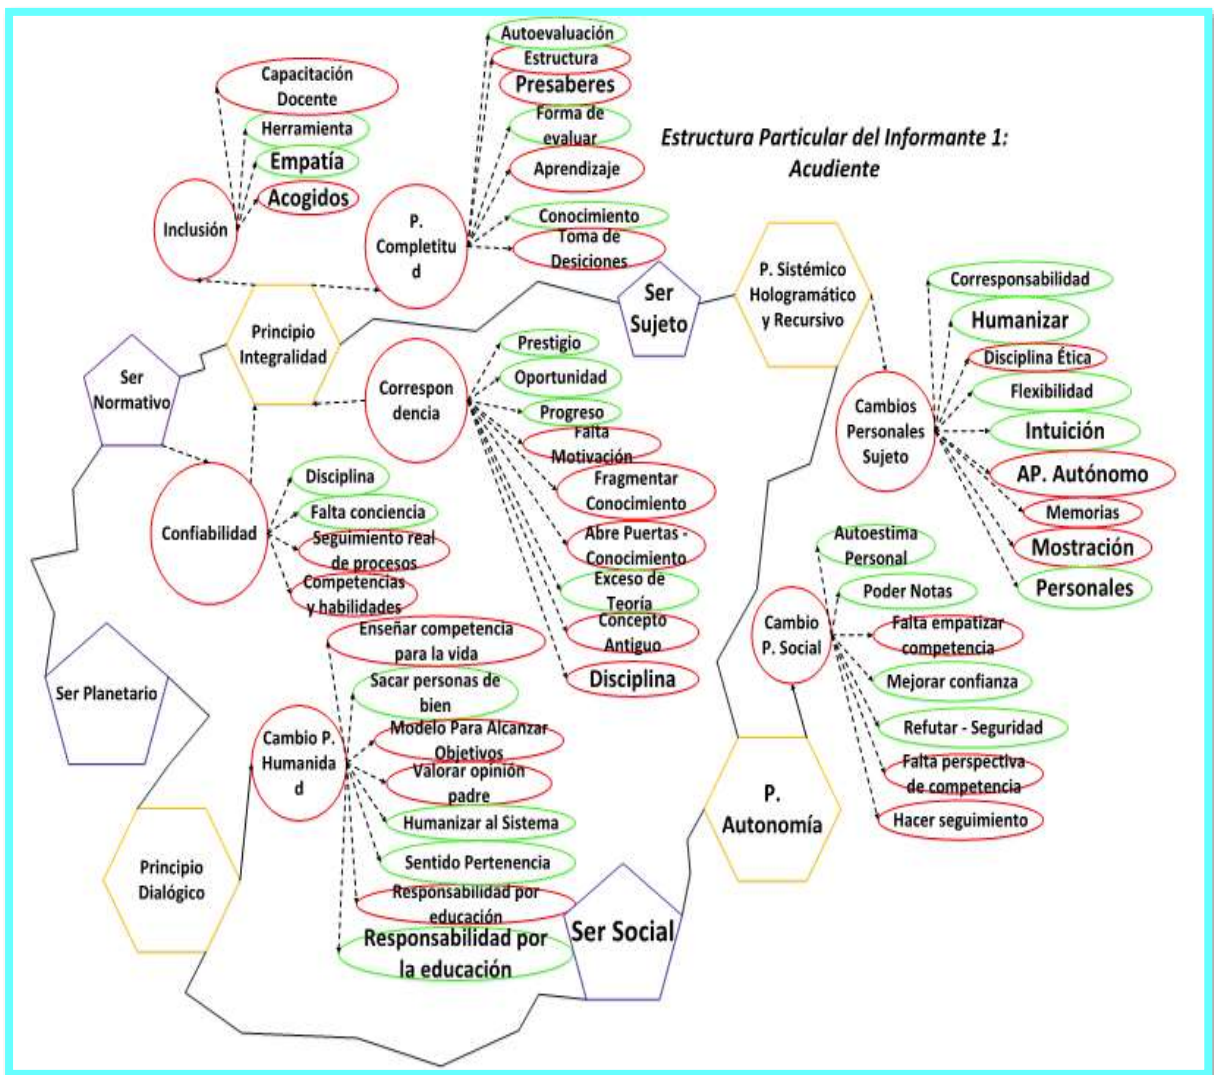 Estructura Particular del Informante 1:
Acudiente
Capacitación
Docente
Herramienta
Empatía
Acogidos
Inclusión
Autoevaluación
Estructura
Presaberes
Forma de
evaluar
Aprendizaje
Conocimiento
Toma de
Desiciones
P.
Completitu
d
Principio
Integralidad
Ser
Normativo
Ser
Sujeto
P. Sistémico
Hologramático
y Recursivo
Correspon
dencia
Prestigio
Oportunidad
Progreso
Falta
Motivación
Fragmentar
Conocimiento
Abre Puertas -
Conocimiento
Exceso de
Teoría
Concepto
Antiguo
Disciplina
Cambios
Personales
Sujeto
Corresponsabilidad
Humanizar
Disciplina Ética
Flexibilidad
Intuición
AP. Autónomo
Memorias
Mostración
Personales
Confiabilidad
Disciplina
Falta conciencia
Seguimiento real
de procesos
Competencias
y habilidades
Cambio
P. Social
Autoestima
Personal
Poder Notas
Falta empatizar
competencia
Mejorar confianza
Refutar - Seguridad
Falta perspectiva
de competencia
Hacer seguimiento
Ser Planetario
Cambio P.
Humanida
d
Enseñar competencia
para la vida
Sacar personas de
bien
Modelo Para Alcanzar
Objetivos
Valorar opinión
padre
Humanizar al Sistema
Sentido Pertenencia
Responsabilidad por
educación
Responsabilidad por
la educación
Principio
Dialógico
Ser Social
P.
Autonomía